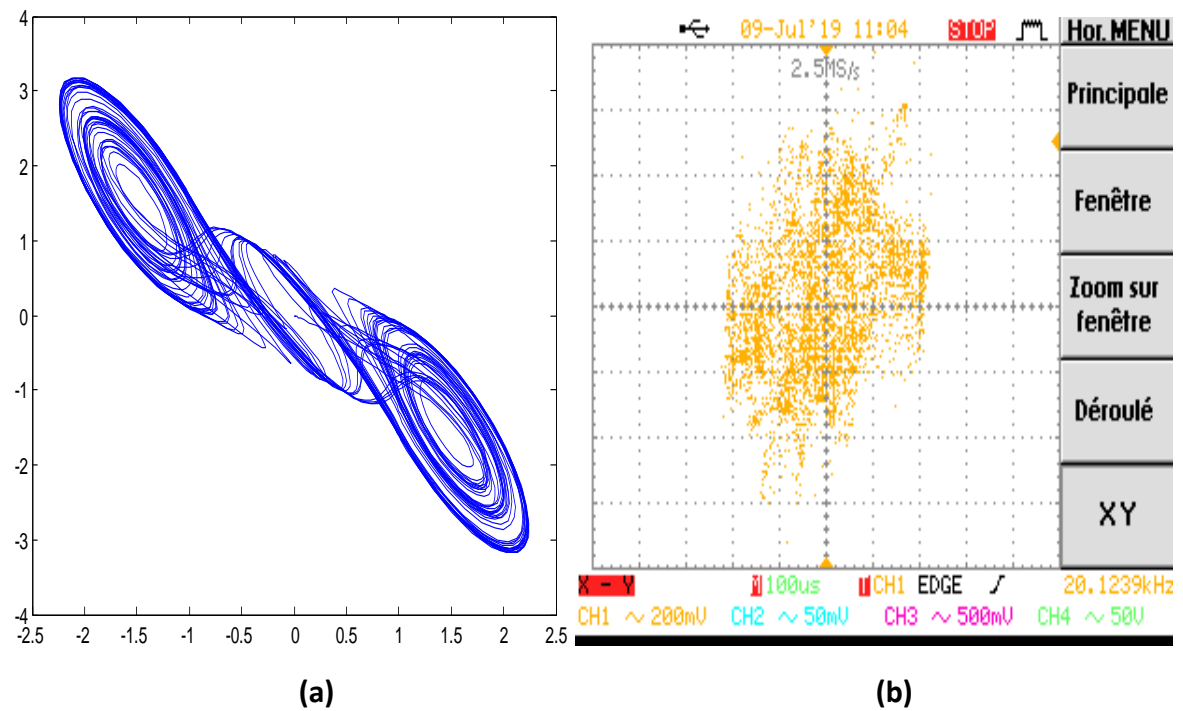 4
3
2
1
0
-1
-2
-3
-4
-2.5 -2 -1.5 -1 -0.5 0 0.5 1 1.5 2 2.5
(a)
09-Jul'19 11:04 STOP Hor. MENU
2.5MS/s
Principale
Fenêtre
Zoom sur
fenêtre
Déroulé
XY
X - Y M 100us T CH1 EDGE 20.1239kHz
CH1 ~ 200mV CH2 ~ 50mV CH3 ~ 500mV CH4 ~ 50V
(b)